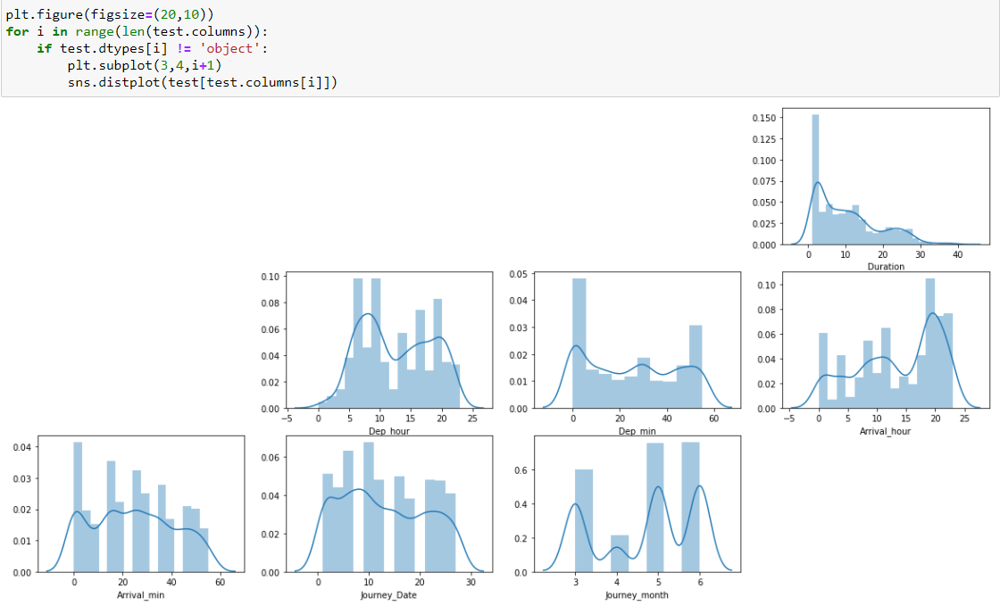 plt.figure(figsize=(20,10))
for i in range(len(test.columns)):
    if test.dtypes[i] != 'object':
        plt.subplot(3,4,i+1)
        sns.distplot(test[test.columns[i]])
0.150
0.125
0.100
0.075
0.050
0.025
0.000
0 10 20 30 40
Duration
0.10
0.08
0.06
0.04
0.02
0.00
−5 0 5 10 15 20 25
Dep_hour
0.05
0.04
0.03
0.02
0.01
0.00
0 20 40 60
Dep_min
0.10
0.08
0.06
0.04
0.02
0.00
−5 0 5 10 15 20 25
Arrival_hour
0.04
0.03
0.02
0.01
0.00
0 20 40 60
Arrival_min
0.06
0.04
0.02
0.00
0 10 20 30
Journey_Date
0.6
0.4
0.2
0.0
3 4 5 6
Journey_month